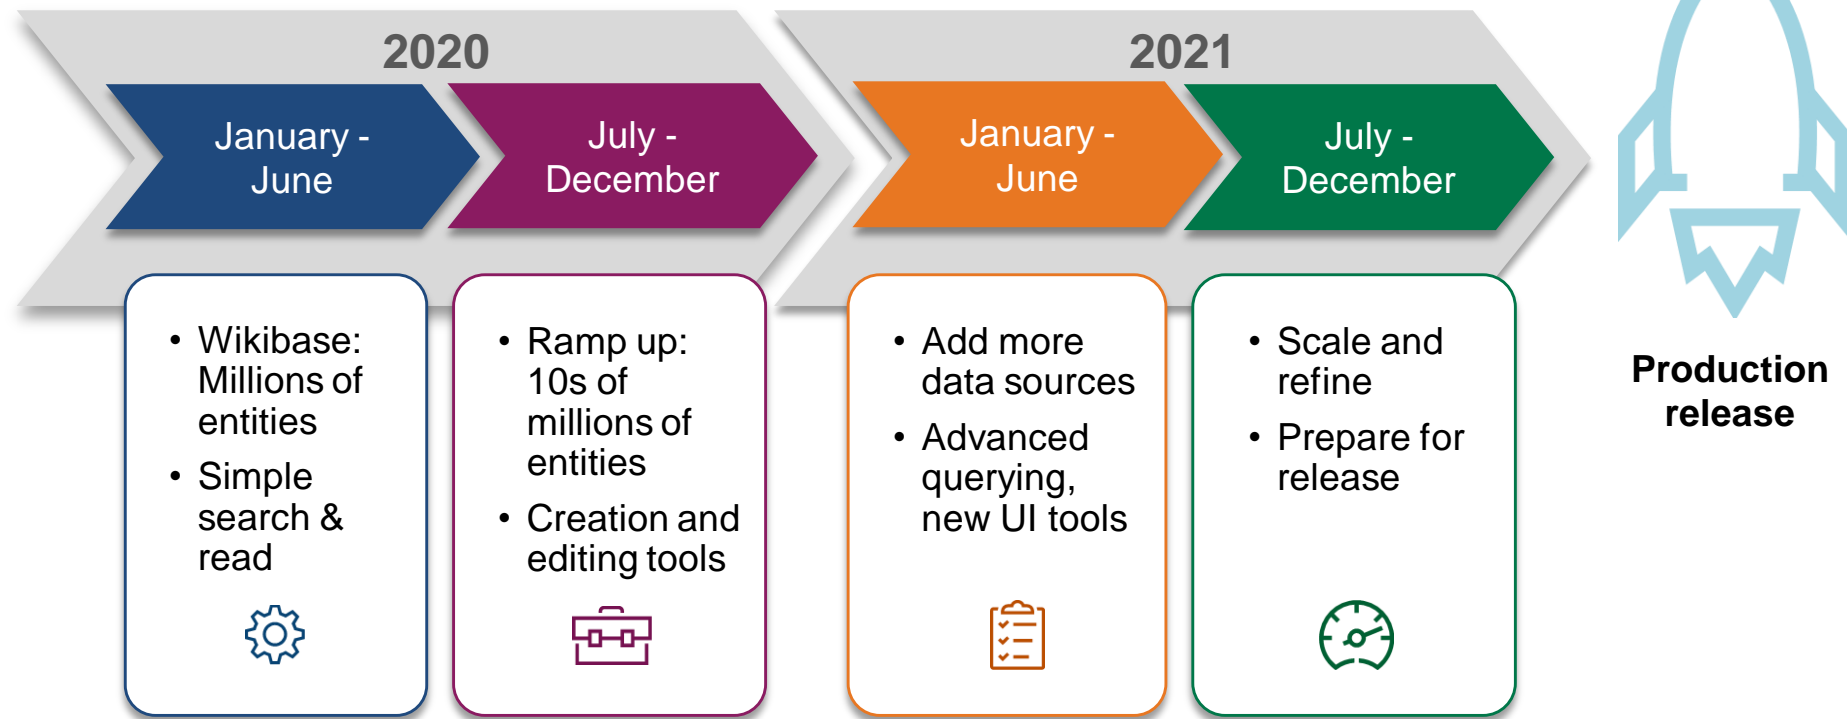 2020
2021
January -
June
July -
December
January -
June
July -
December
• Wikibase:
Millions of
entities
• Simple
search &
read
• Ramp up:
10s of
millions of
entities
• Creation and
editing tools
• Add more
data sources
• Advanced
querying,
new UI tools
• Scale and
refine
• Prepare for
release
Production
release